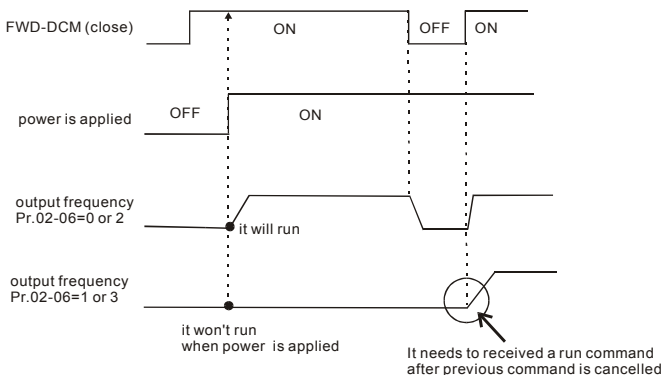 FWD-DCM (close)
ON
OFF
ON
power is applied
OFF
ON
output frequency
Pr.02-06=0 or 2
it will run
output frequency
Pr.02-06=1 or 3
it won't run
when power is applied
It needs to received a run command
after previous command is cancelled